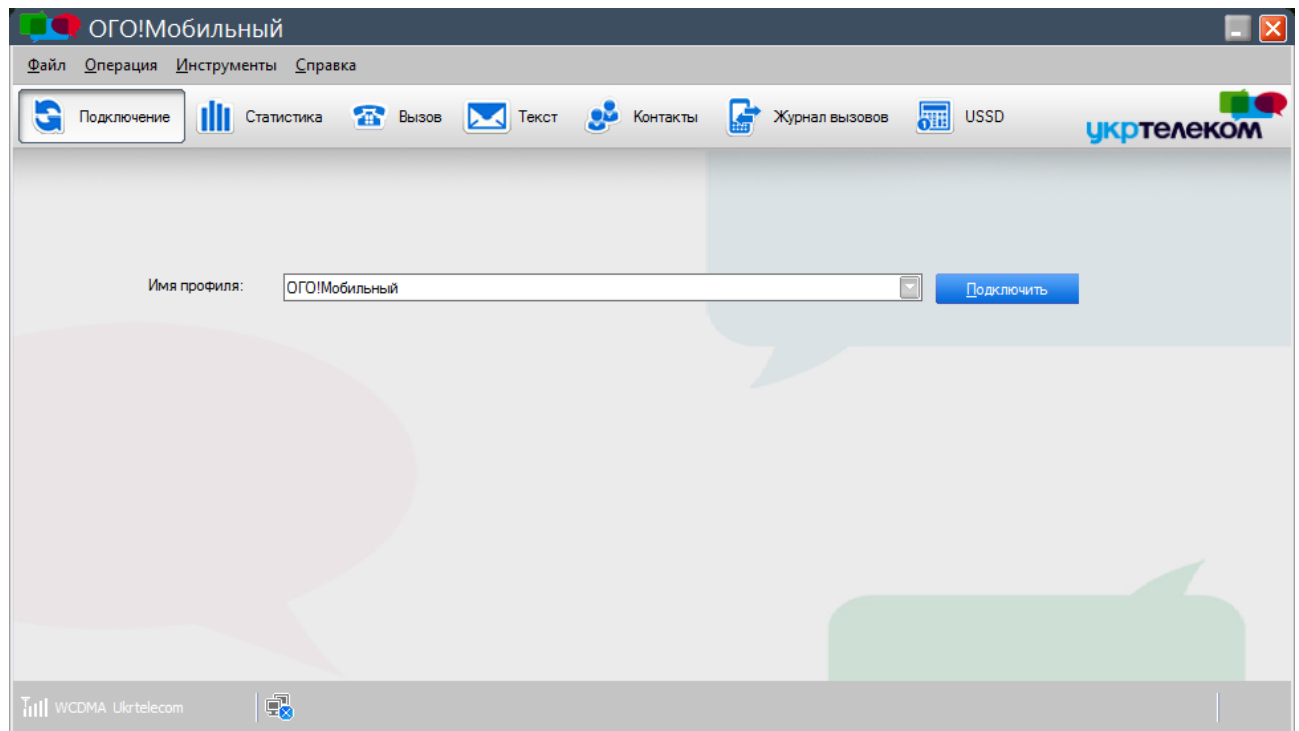 ОГО!Мобильный
Файл Операция Инструменты Справка
Подключение Статистика Вызов Текст Контакты Журнал вызовов USSD укртелеком
Имя профиля: ОГО!Мобильный Подключить
WCDMA Ukrtelecom